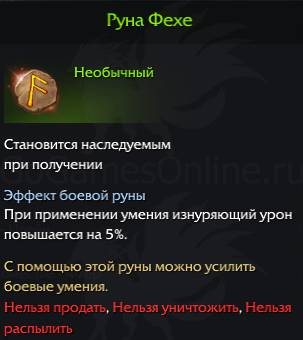 Руна Фехе
Необычный
Становится наследуемым
при получении
Эффект боевой руны
При применении умения изнуряющий урон
повышается на 5%.
С помощью этой руны можно усилить
боевые умения.
Нельзя продать, Нельзя уничтожить, Нельзя
распылить